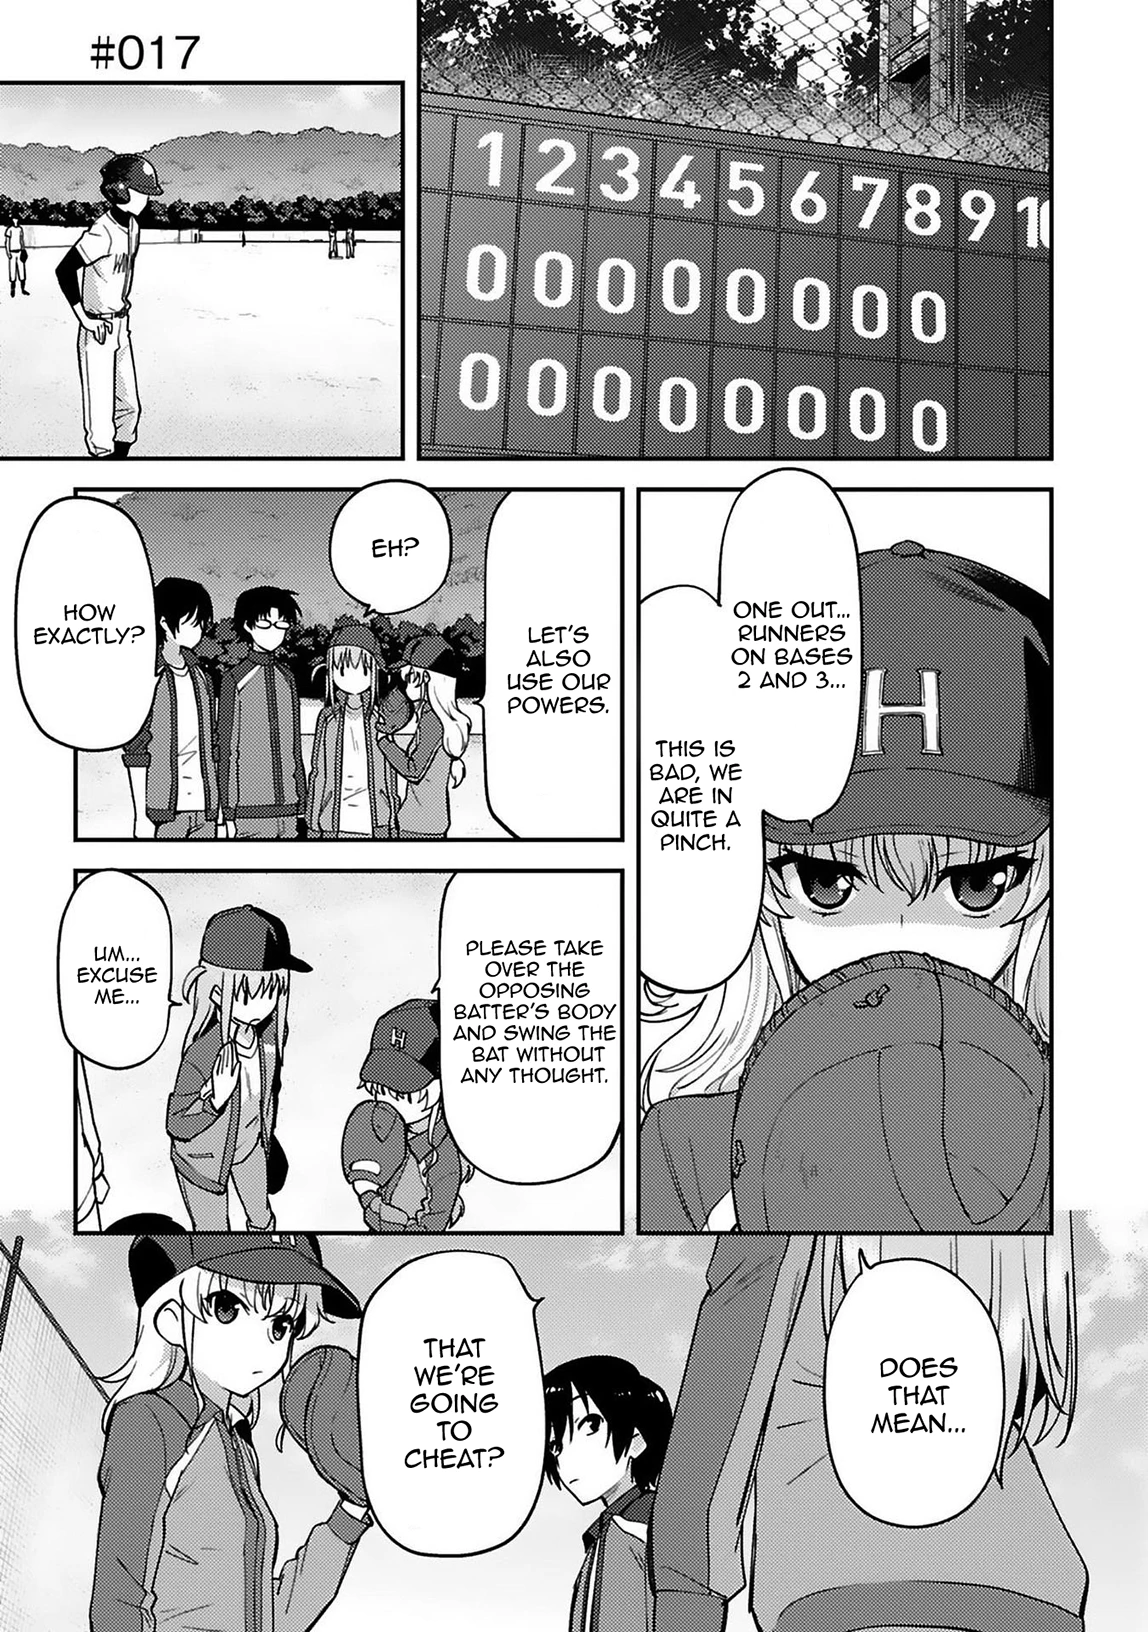 #017
1 2 3 4 5 6 7 8 9 10
0 0 0 0 0 0 0 0
0 0 0 0 0 0 0 0
ONE OUT...
RUNNERS
ON BASES
2 AND 3...
H
THIS IS
BAD, WE
ARE IN
QUITE A
PINCH.
LET'S
ALSO
USE OUR
POWERS.
EH?
HOW
EXACTLY?
PLEASE TAKE
OVER THE
OPPOSING
BATTER'S BODY
AND SWING THE
BAT WITHOUT
ANY THOUGHT.
H
UM...
EXCUSE
ME...
DOES
THAT
MEAN...
THAT
WE'RE
GOING
TO
CHEAT?